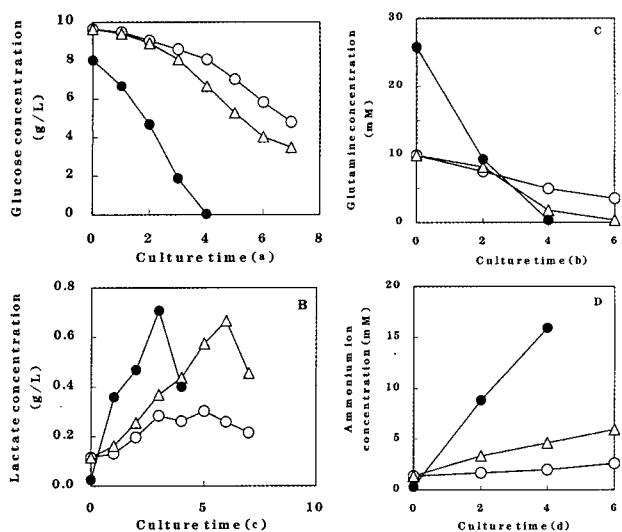 10
8
6
4
2
0
Glucose concentration
(g/L)
0 2 4 6 8
Culture time (a)
C
30
20
10
0
Glutamine concentration
(mM)
0 2 4 6
Culture time (b)
B
0.8
0.6
0.4
0.2
0.0
Lactate concentration
(g/L)
0 5 10
Culture time (c)
D
20
15
10
5
0
Ammonium ion
concentration (mM)
0 2 4 6
Culture time (d)